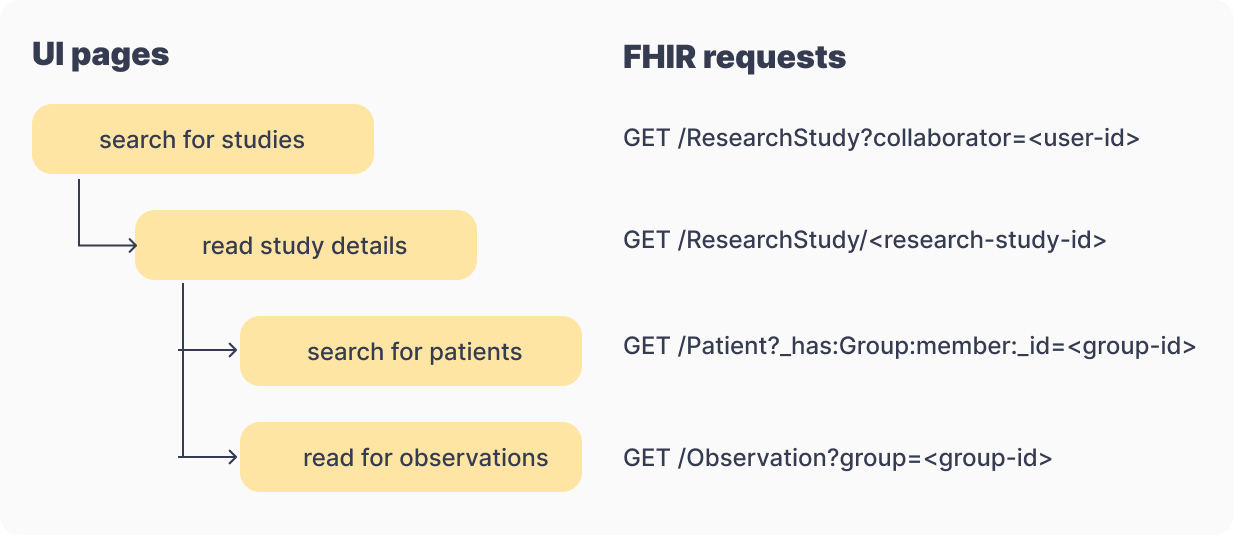 UI pages
FHIR requests
search for studies
GET /ResearchStudy?collaborator=<user-id>
read study details
GET /ResearchStudy/<research-study-id>
search for patients
GET /Patient?_has:Group:member:_id=<group-id>
read for observations
GET /Observation?group=<group-id>